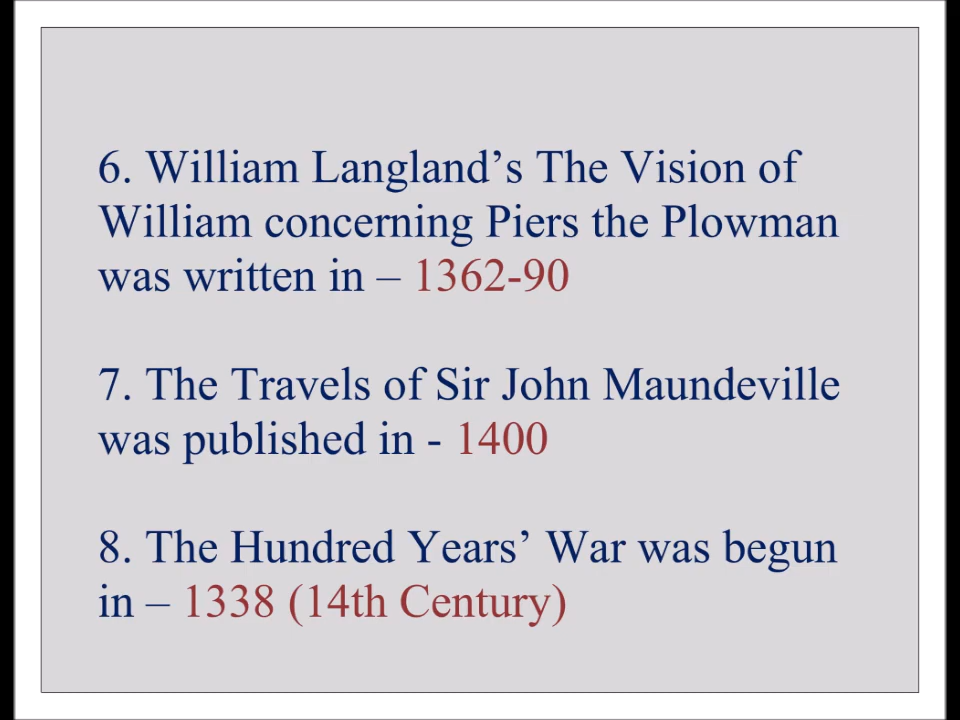 6. William Langland’s The Vision of
William concerning Piers the Plowman
was written in – 1362-90
7. The Travels of Sir John Maundeville
was published in - 1400
8. The Hundred Years’ War was begun
in – 1338 (14th Century)